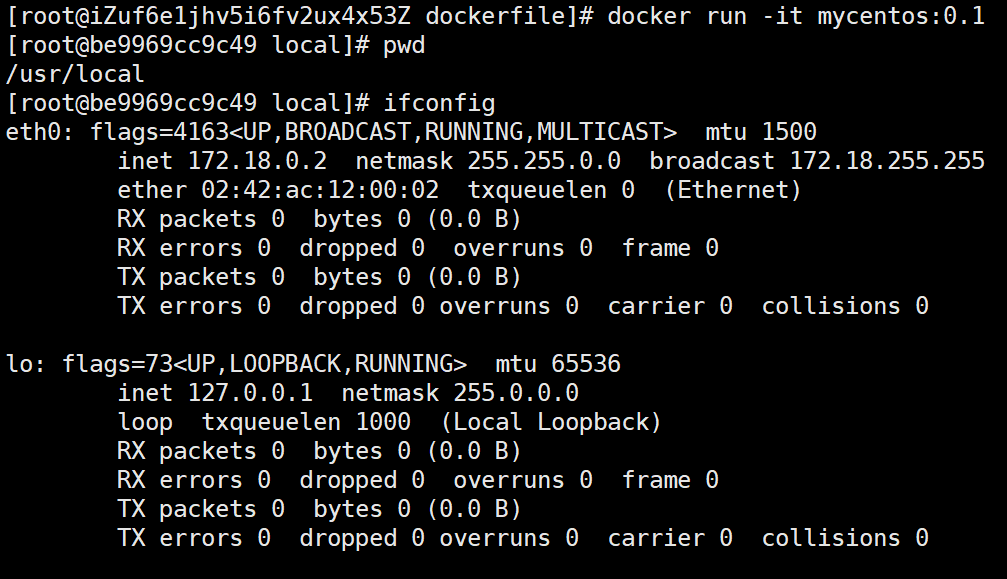 [root@iZuf6e1jhv5i6fv2ux4x53Z dockerfile]# docker run -it mycentos:0.1
[root@be9969cc9c49 local]# pwd
/usr/local
[root@be9969cc9c49 local]# ifconfig
eth0: flags=4163<UP,BROADCAST,RUNNING,MULTICAST>  mtu 1500
        inet 172.18.0.2  netmask 255.255.0.0  broadcast 172.18.255.255
        ether 02:42:ac:12:00:02  txqueuelen 0  (Ethernet)
        RX packets 0  bytes 0 (0.0 B)
        RX errors 0  dropped 0  overruns 0  frame 0
        TX packets 0  bytes 0 (0.0 B)
        TX errors 0  dropped 0 overruns 0  carrier 0  collisions 0

lo: flags=73<UP,LOOPBACK,RUNNING>  mtu 65536
        inet 127.0.0.1  netmask 255.0.0.0
        loop  txqueuelen 1000  (Local Loopback)
        RX packets 0  bytes 0 (0.0 B)
        RX errors 0  dropped 0  overruns 0  frame 0
        TX packets 0  bytes 0 (0.0 B)
        TX errors 0  dropped 0 overruns 0  carrier 0  collisions 0